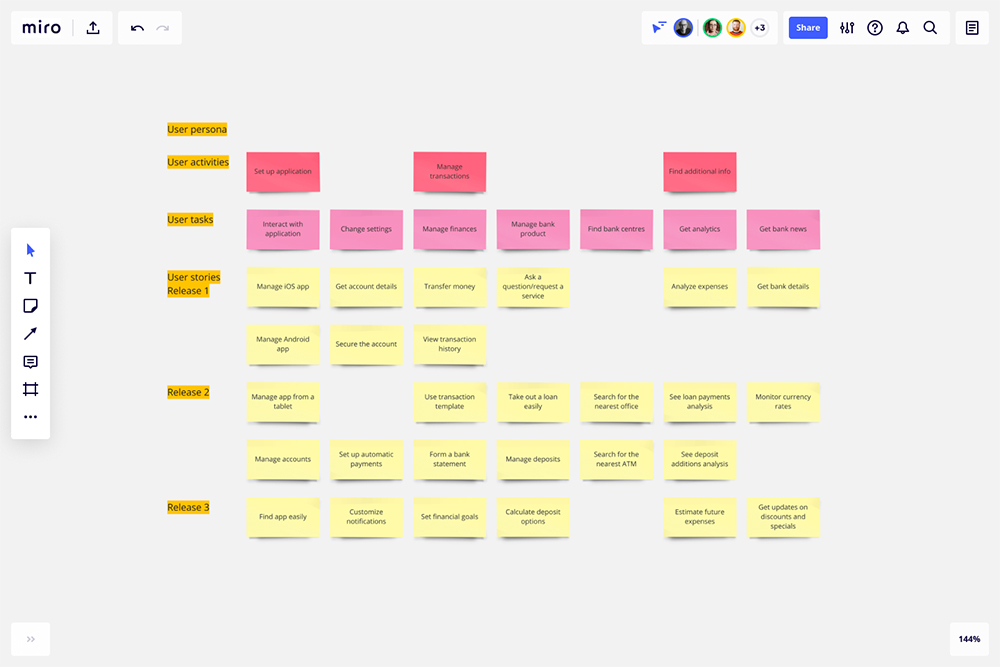 miro
+3
Share
User persona
User activities
Set up application
Manage
transactions
Find additional info
User tasks
Interact with
application
Change settings
Manage finances
Manage bank
product
Find bank centres
Get analytics
Get bank news
User stories
Release 1
Manage iOS app
Get account details
Transfer money
Ask a
question/request a
service
Analyze expenses
Get bank details
Manage Android
app
Secure the account
View transaction
history
Release 2
Manage app from a
tablet
Use transaction
template
Take out a loan
easily
Search for the
nearest office
See loan payments
analysis
Monitor currency
rates
Manage accounts
Set up automatic
payments
Form a bank
statement
Manage deposits
Search for the
nearest ATM
See deposit
additions analysis
Release 3
Find app easily
Customize
notifications
Set financial goals
Calculate deposit
options
Estimate future
expenses
Get updates on
discounts and
specials
144%